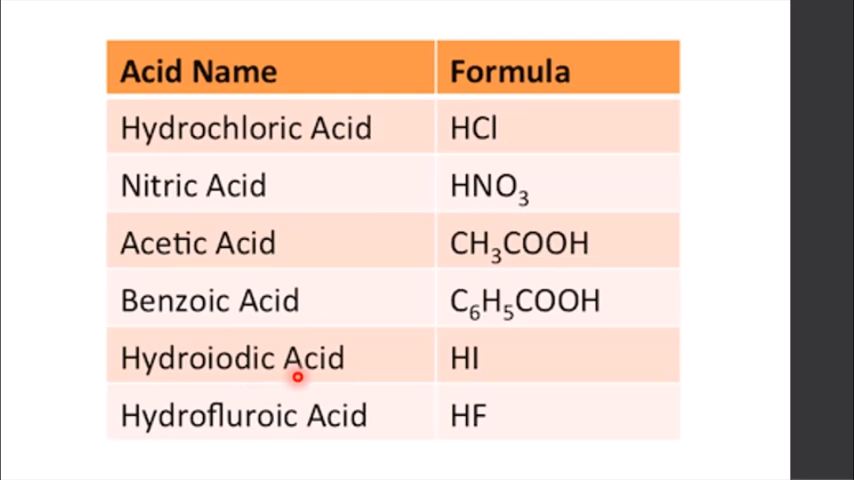 Acid Name Formula
Hydrochloric Acid HCl
Nitric Acid HNO₃
Acetic Acid CH₃COOH
Benzoic Acid C₆H₅COOH
Hydroiodic Acid HI
Hydrofluroic Acid HF